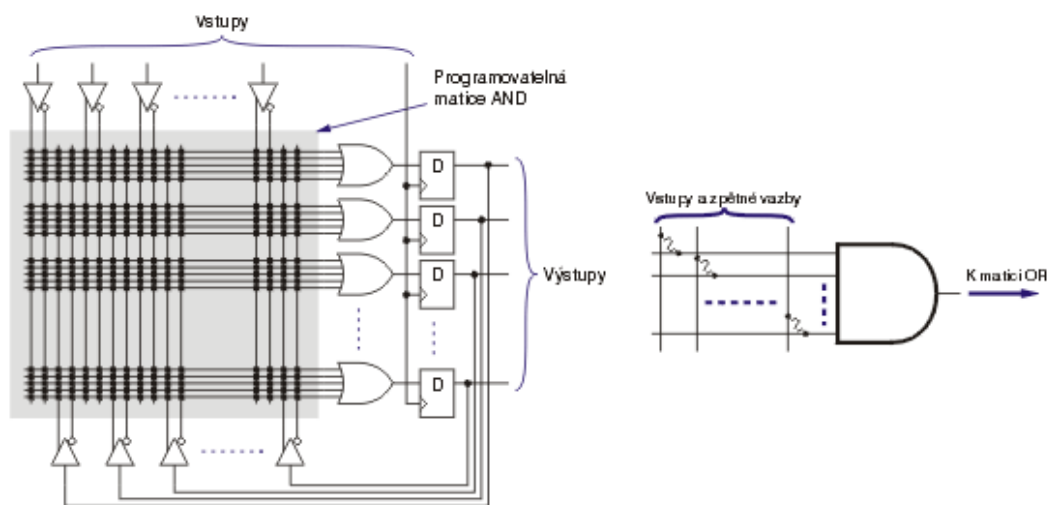 Vstupy
Programovatelná
matice AND
D
D
D
D
Výstupy
Vstupy a zpětné vazby
K matici OR